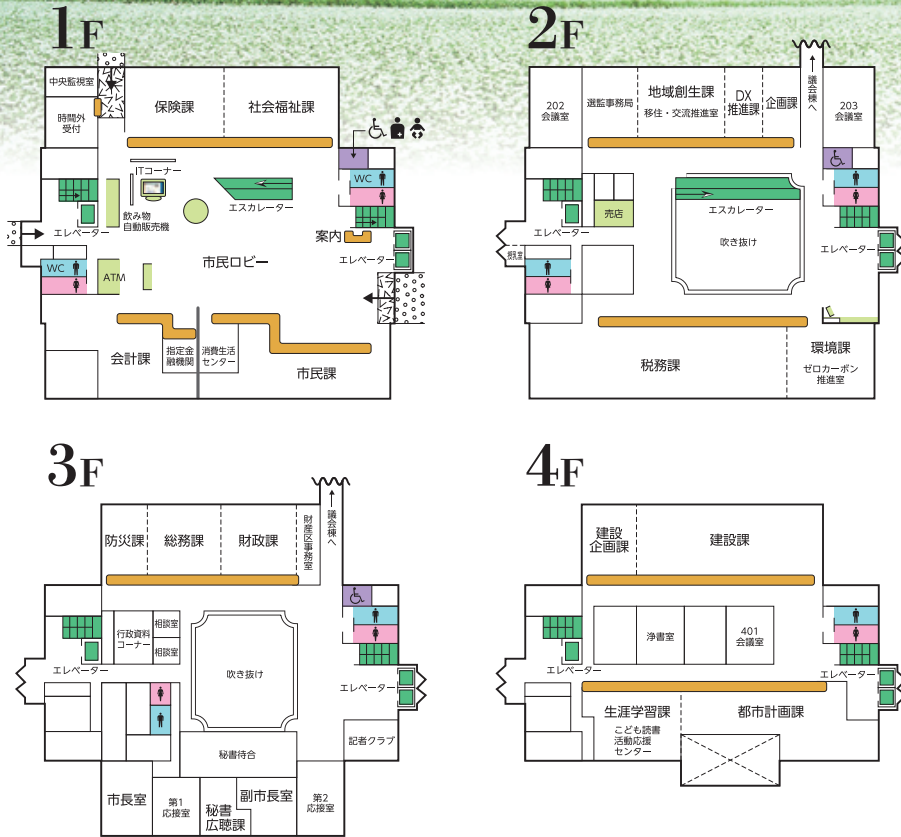 1F
中央監視室
時間外
受付
保険課
社会福祉課
ITコーナー
WC
飲み物
自動販売機
エスカレーター
エレベーター
案内
エレベーター
市民ロビー
WC
ATM
会計課
指定金
融機関
消費生活
センター
市民課
2F
202
会議室
選監事務局
地域創生課
移住・交流推進室
DX
推進課
企画課
議会棟へ
203
会議室
売店
エスカレーター
吹き抜け
エレベーター
エレベーター
授乳室
税務課
環境課
ゼロカーボン
推進室
3F
防災課
総務課
財政課
財産区事務室
議会棟へ
行政資料
コーナー
相談室
相談室
吹き抜け
エレベーター
エレベーター
秘書待合
記者クラブ
市長室
第1
応接室
秘書
広聴課
副市長室
第2
応接室
4F
建設
企画課
建設課
浄書室
401
会議室
エレベーター
エレベーター
生涯学習課
こども読書
活動応援
センター
都市計画課